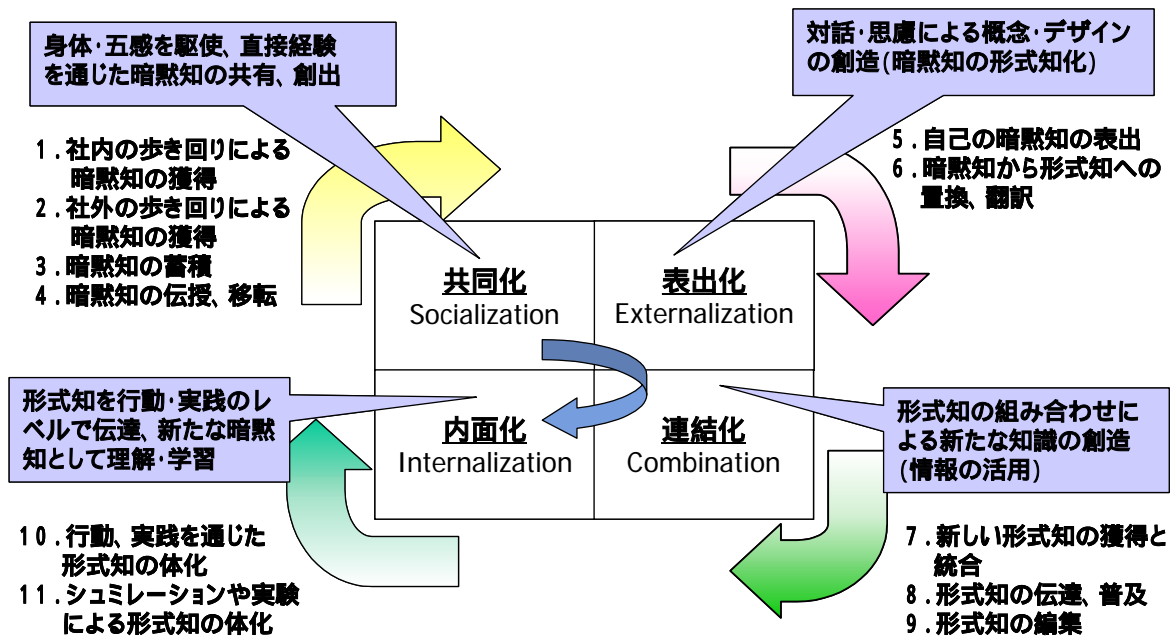 身体・五感を駆使、直接経験
を通じた暗黙知の共有、創出
対話・思慮による概念・デザイン
の創造(暗黙知の形式知化)
1.社内の歩き回りによる
暗黙知の獲得
2.社外の歩き回りによる
暗黙知の獲得
3.暗黙知の蓄積
4.暗黙知の伝授、移転
5.自己の暗黙知の表出
6.暗黙知から形式知への
置換、翻訳
共同化
Socialization
表出化
Externalization
形式知を行動・実践のレ
ベルで伝達、新たな暗黙
知として理解・学習
内面化
Internalization
連結化
Combination
形式知の組み合わせに
よる新たな知識の創造
(情報の活用)
10.行動、実践を通じた
形式知の体化
11.シュミレーションや実験
による形式知の体化
7.新しい形式知の獲得と
統合
8.形式知の伝達、普及
9.形式知の編集